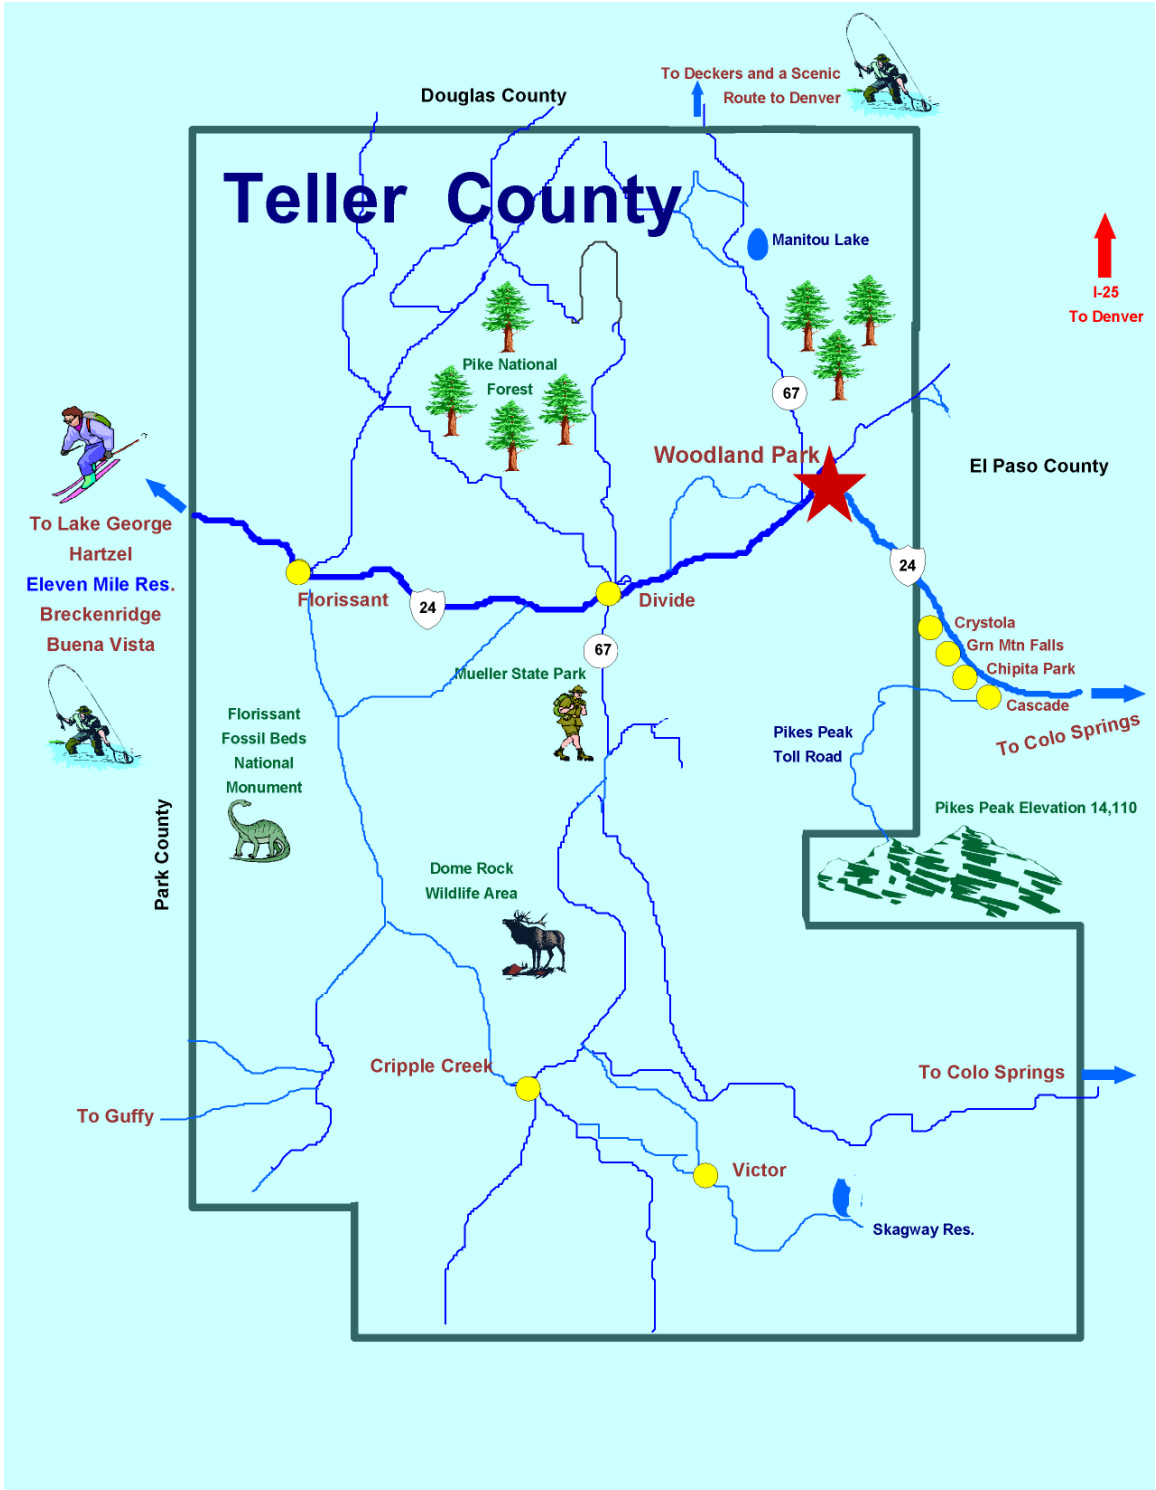 To Deckers and a Scenic
Route to Denver
Douglas County
Teller County
Manitou Lake
I-25
To Denver
Pike National
Forest
67
Woodland Park
El Paso County
To Lake George
Hartzel
Eleven Mile Res.
Breckenridge
Buena Vista
24
Florissant
24
Divide
Crystola
Grn Mtn Falls
Chipita Park
Cascade
67
Mueller State Park
To Colo Springs
Florissant
Fossil Beds
National
Monument
Pikes Peak
Toll Road
Pikes Peak Elevation 14,110
Park County
Dome Rock
Wildlife Area
Cripple Creek
To Colo Springs
To Guffy
Victor
Skagway Res.